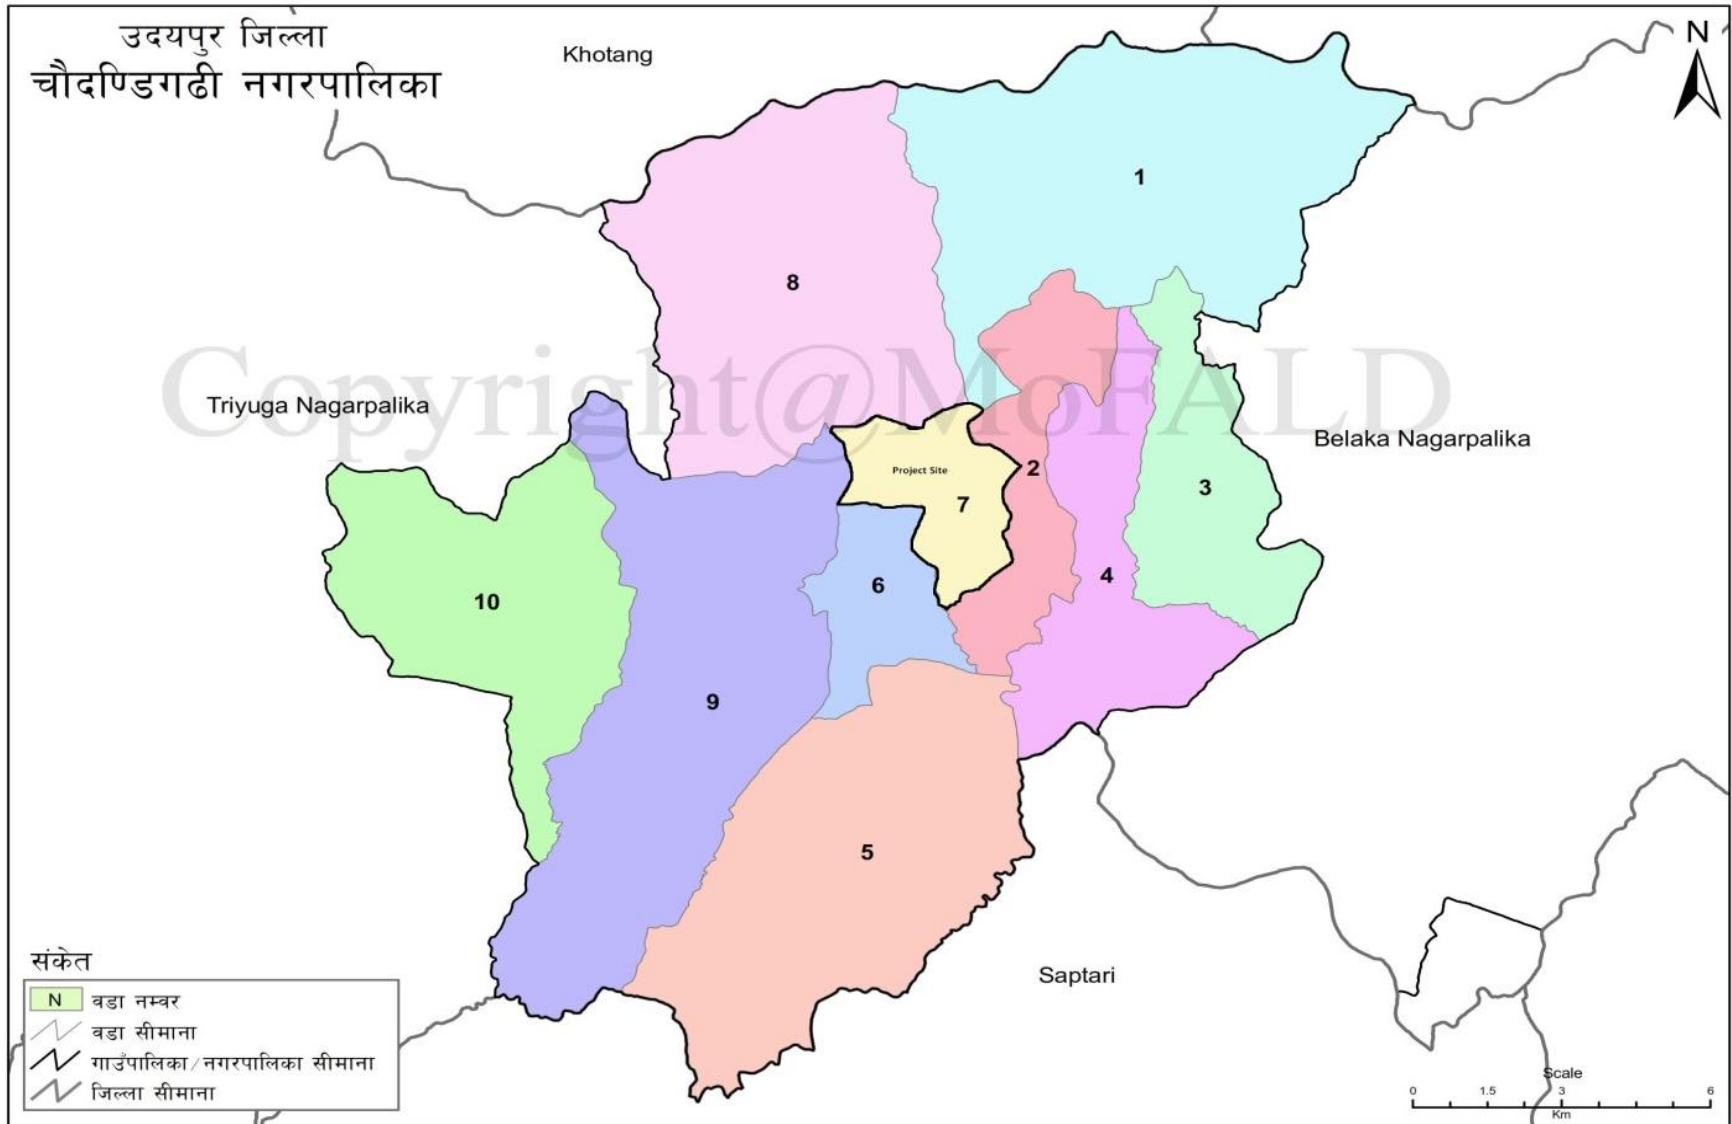 उदयपुर जिल्ला
चौदण्डिगढी नगरपालिका
Khotang
N
1
8
Copyright@MoFALD
Triyuga Nagarpalika
Belaka Nagarpalika
Project Site
2
3
7
4
6
10
9
5
Saptari
संकेत
N वडा नम्वर
वडा सीमाना
गाउँपालिका/नगरपालिका सीमाना
जिल्ला सीमाना
Scale
0 1.5 3 6
Km